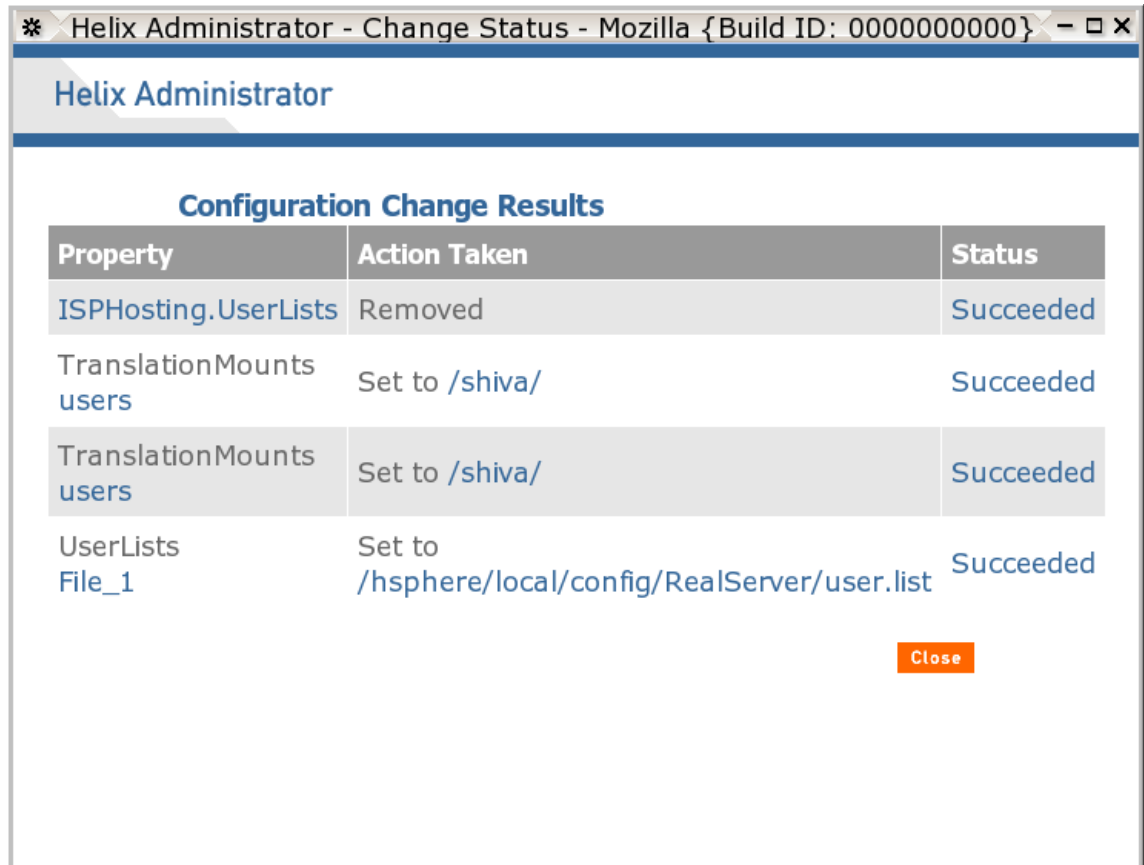 Helix Administrator - Change Status - Mozilla {Build ID: 0000000000}
Helix Administrator
Configuration Change Results
Property Action Taken Status
ISPHosting.UserLists Removed Succeeded
TranslationMounts
users
Set to /shiva/ Succeeded
TranslationMounts
users
Set to /shiva/ Succeeded
UserLists
File_1
Set to
/hsphere/local/config/RealServer/user.list
Succeeded
Close